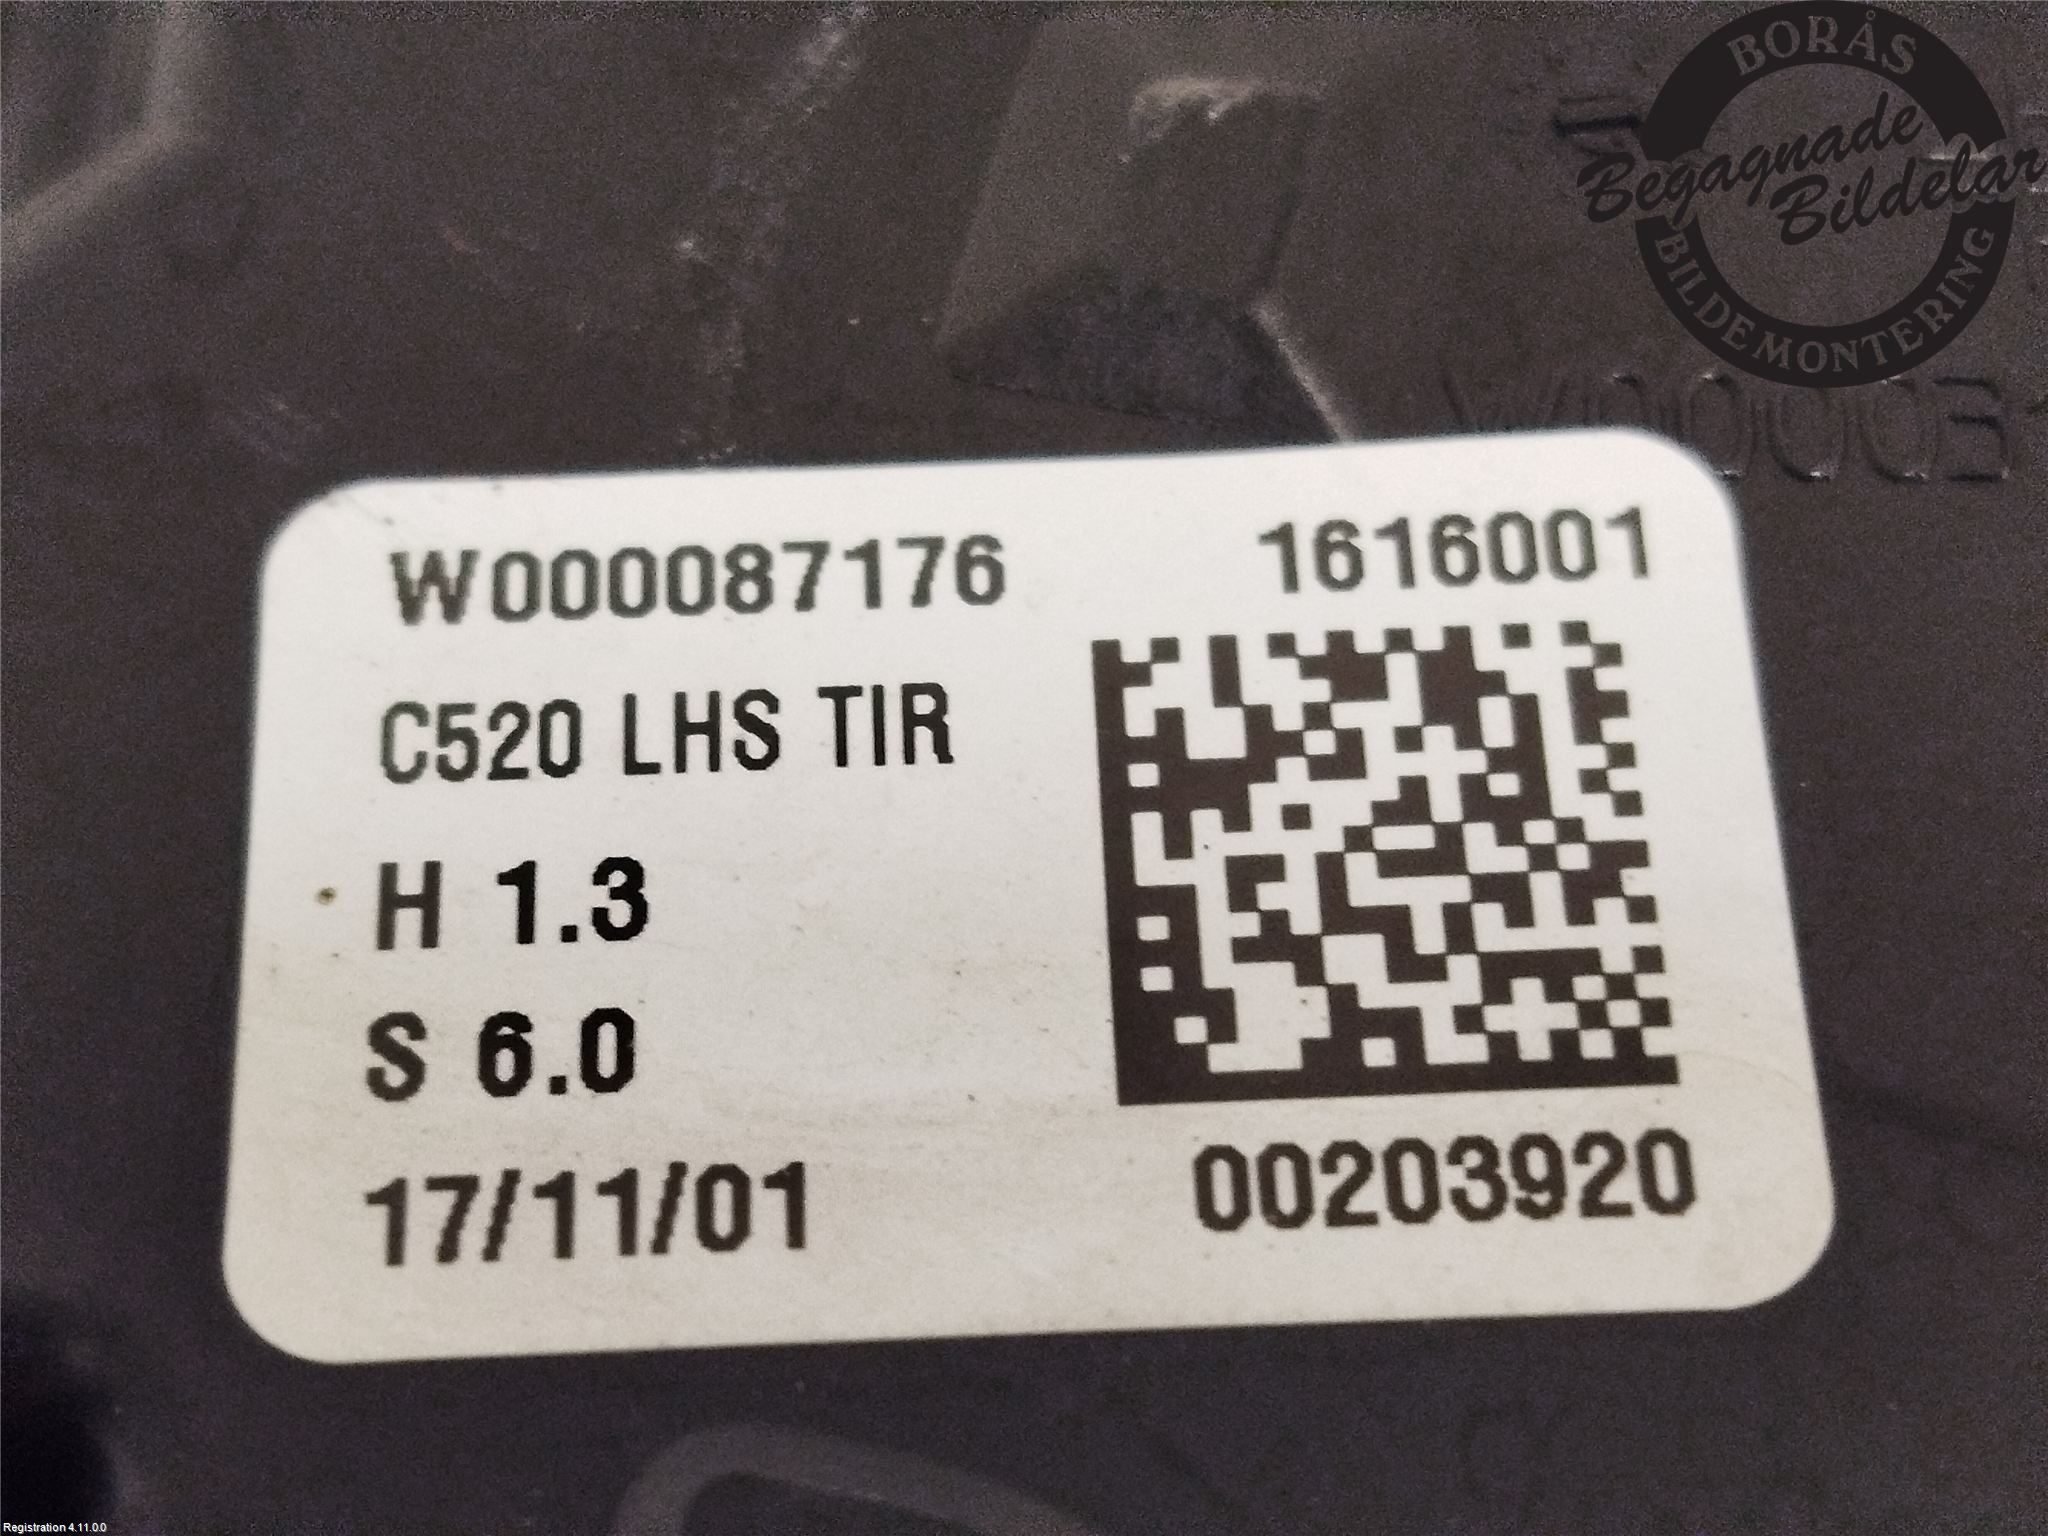 BORÅS
Begagnade
Bildelar
BILDEMONTERING
W000087176
1616001
C520 LHS TIR
H 1.3
S 6.0
17/11/01
00203920
Registration 4.11.0.0